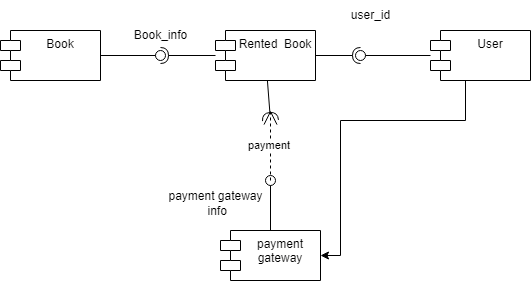 user_id
Book_info
Book
Rented Book
User
payment
payment gateway
info
payment
gateway